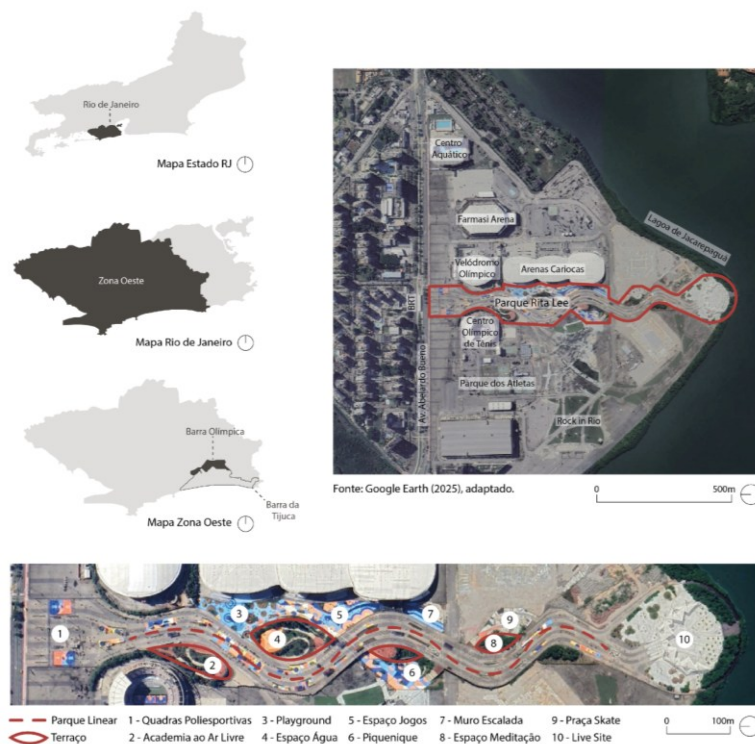 Rio de Janeiro
Mapa Estado RJ
Zona Oeste
Mapa Rio de Janeiro
Barra Olímpica
Barra da
Tijuca
Mapa Zona Oeste
Centro
Aquático
Farmasi Arena
Lagoa de Jacarepaguá
Velódromo
Olímpico
Arenas Cariocas
BRT
Parque Rita Lee
Centro
Olímpico
de Tênis
Av. Abelardo Bueno
Parque dos Atletas
Rock in Rio
Fonte: Google Earth (2025), adaptado.
0 500m
1
2
3
4
5
6
7
8
9
10
Parque Linear 1 - Quadras Poliesportivas 3 - Playground 5 - Espaço Jogos 7 - Muro Escalada 9 - Praça Skate
Terraço 2 - Academia ao Ar Livre 4 - Espaço Água 6 - Piquenique 8 - Espaço Meditação 10 - Live Site
0 100m